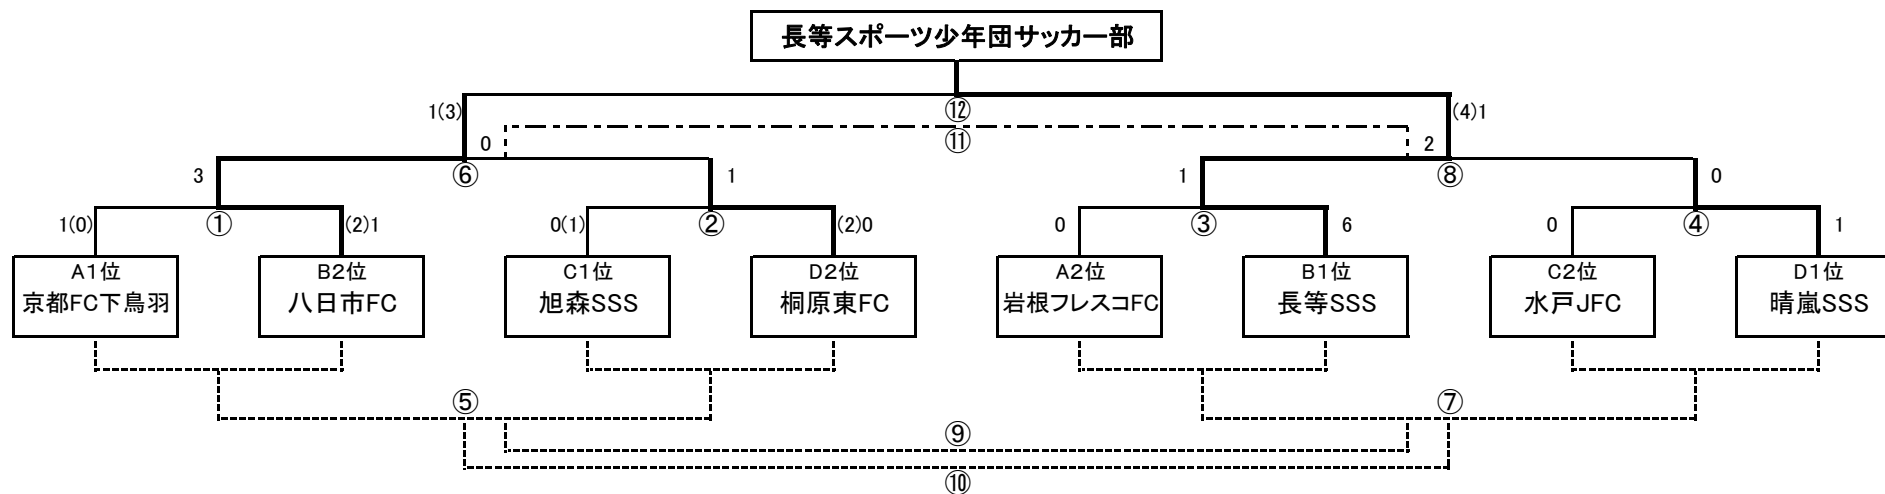 長等スポーツ少年団サッカー部
1(3) ⑫ (4)1
0 ⑪ 2
3 ⑥ 1 1 ⑧ 0
1(0) ① (2)1 0(1) ② (2)0 0 ③ 6 0 ④ 1
A1位 B2位 C1位 D2位 A2位 B1位 C2位 D1位
京都FC下鳥羽 八日市FC 旭森SSS 桐原東FC 岩根フレスコFC 長等SSS 水戸JFC 晴嵐SSS
⑤ ⑦
⑨
⑩